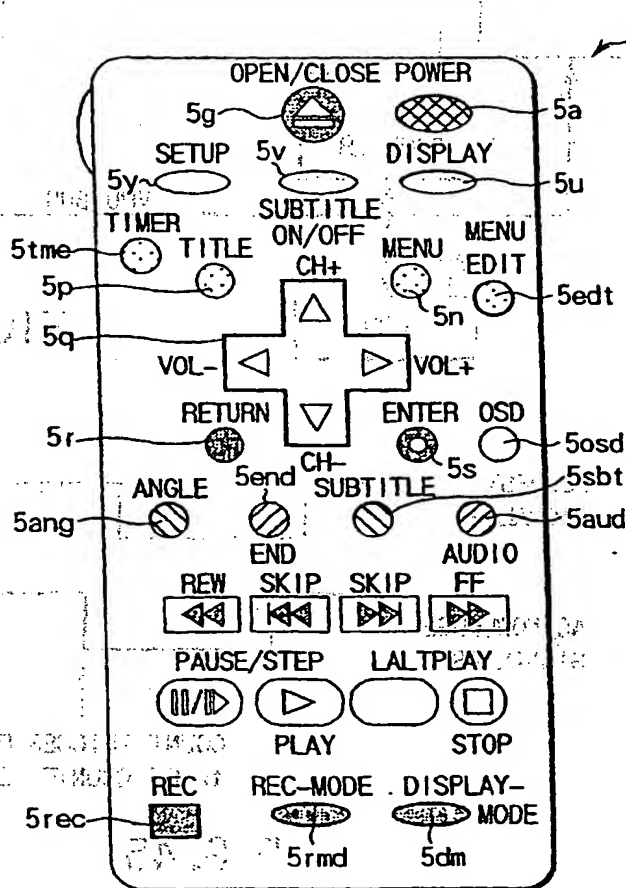 OPEN/CLOSE POWER
5g
5a
SETUP
5v
DISPLAY
5y
5u
SUBTITLE
ON/OFF
TIMER
TITLE
MENU
MENU
EDIT
5tme
5p
CH+
5n
5edt
5q
VOL-
VOL+
RETURN
ENTER
OSD
5r
5s
5osd
CH-
ANGLE
5end
SUBTITLE
5sbt
5ang
5aud
END
AUDIO
REW
SKIP
SKIP
FF
PAUSE/STEP
LALTPLAY
PLAY
STOP
REC
REC-MODE
DISPLAY-
MODE
5rec
5rmd
5dm